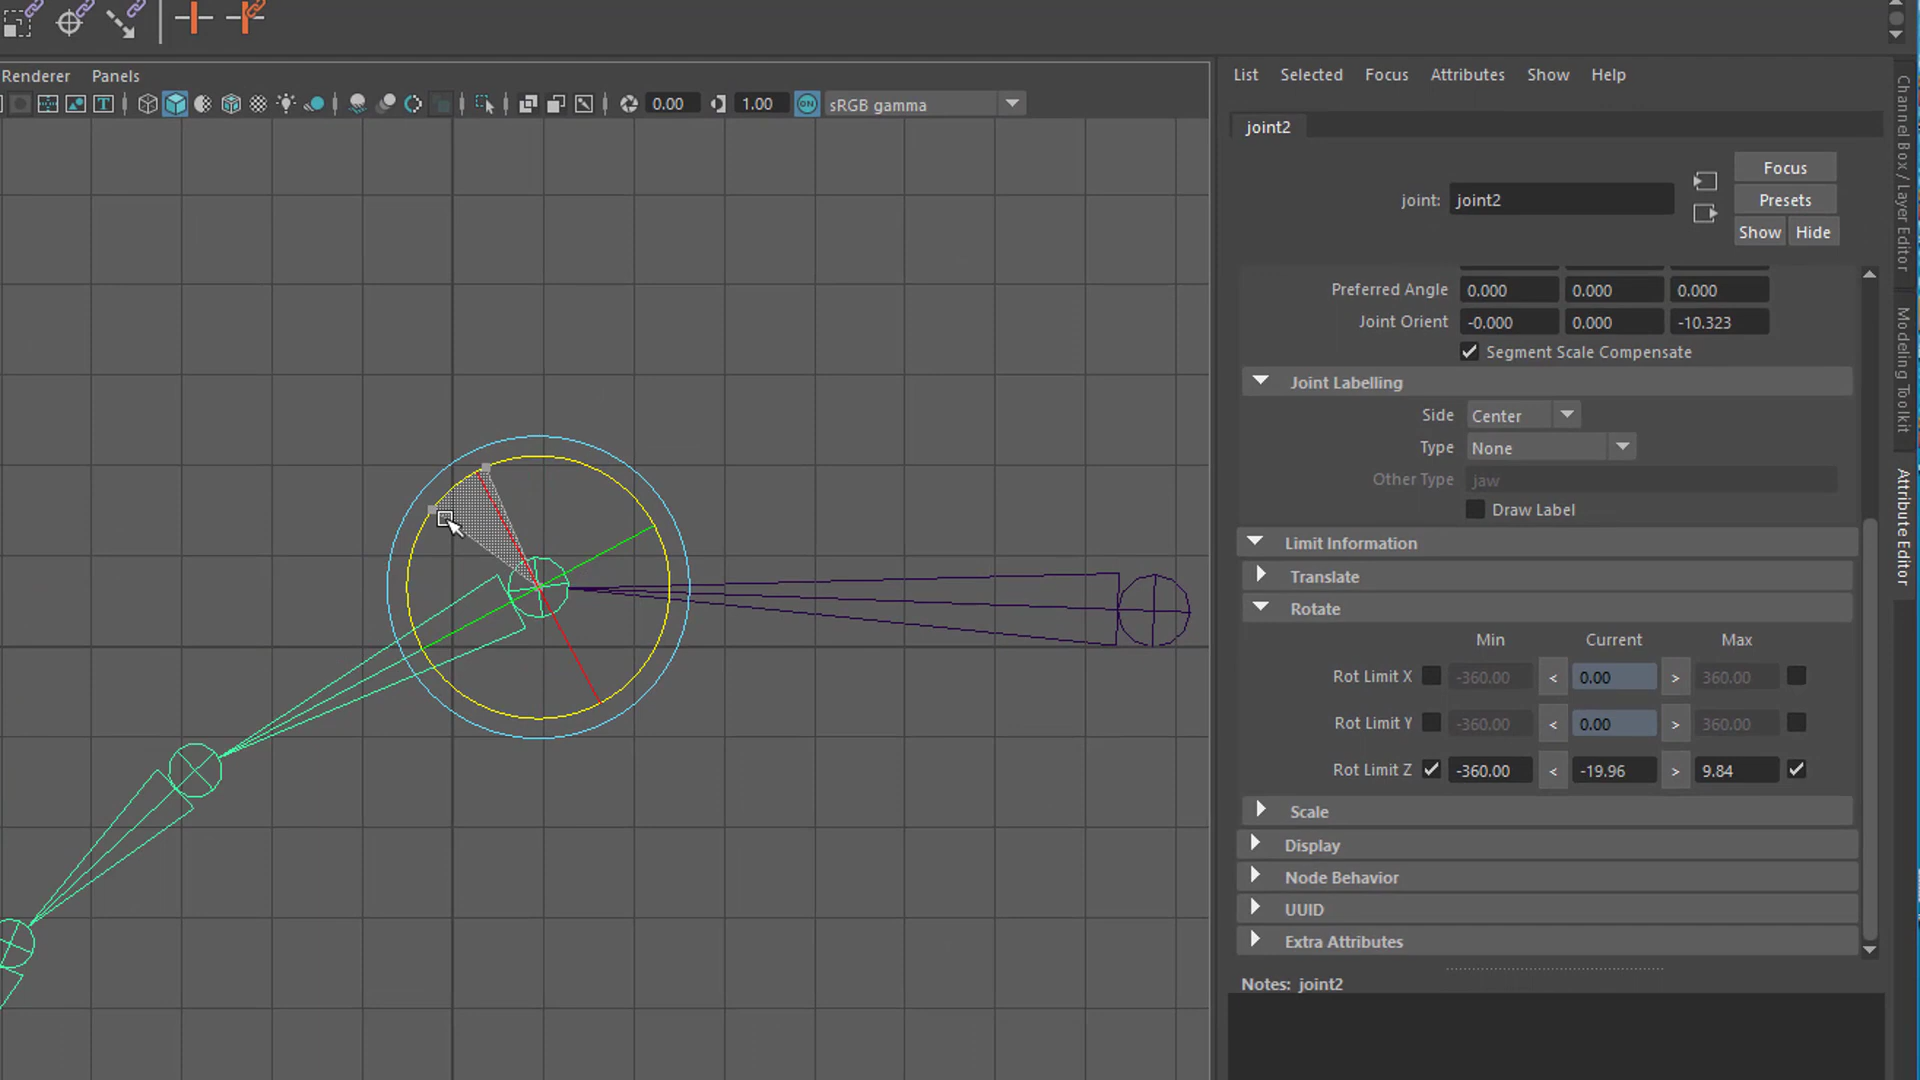 Renderer Panels
0.00 1.00 ON sRGB gamma
List Selected Focus Attributes Show Help
joint2
joint: joint2
Focus
Presets
Show Hide
Preferred Angle 0.000 0.000 0.000
Joint Orient -0.000 0.000 -10.323
Segment Scale Compensate
Joint Labelling
Side Center
Type None
Other Type jaw
Draw Label
Limit Information
Translate
Rotate
Min Current Max
Rot Limit X -360.00 < 0.00 > 360.00
Rot Limit Y -360.00 < 0.00 > 360.00
Rot Limit Z -360.00 < -19.96 > 9.84
Scale
Display
Node Behavior
UUID
Extra Attributes
Notes: joint2
Channel Box / Layer Editor
Modeling Toolkit
Attribute Editor